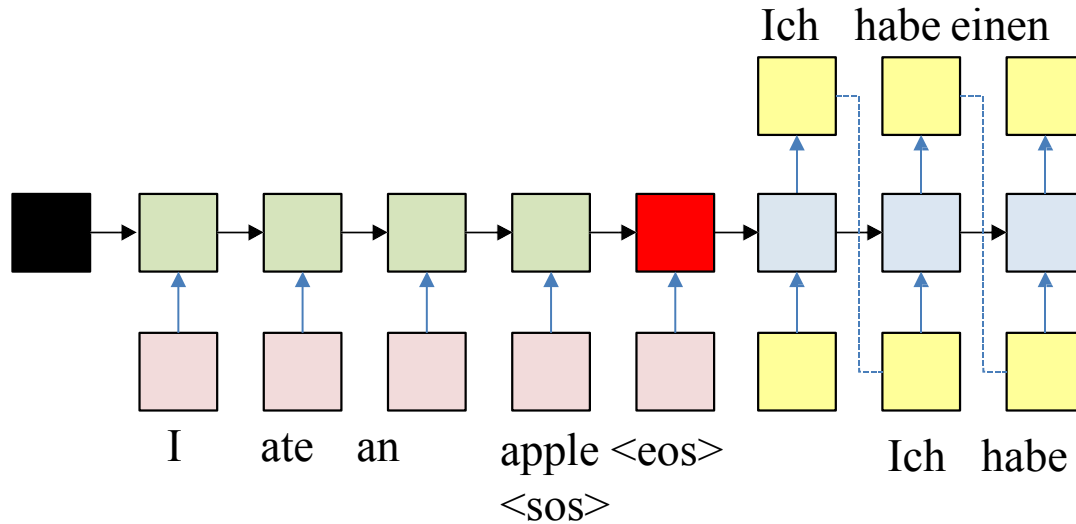 Ich habe einen
I ate an apple <eos> Ich habe
<sos>